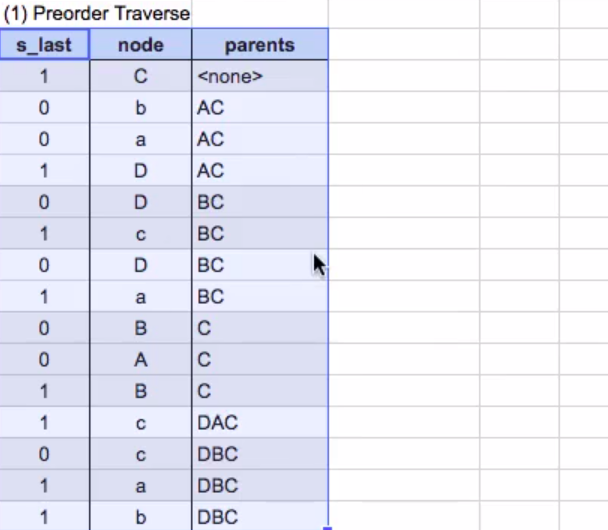 (1) Preorder Traverse
s_last node parents
1 C <none>
0 b AC
0 a AC
1 D AC
0 D BC
1 c BC
0 D BC
1 a BC
0 B C
0 A C
1 B C
1 c DAC
0 c DBC
1 a DBC
1 b DBC